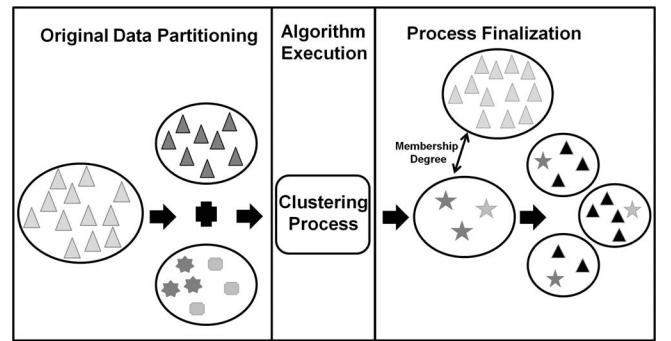 Original Data Partitioning
Algorithm
Execution
Process Finalization
Membership
Degree
Clustering
Process